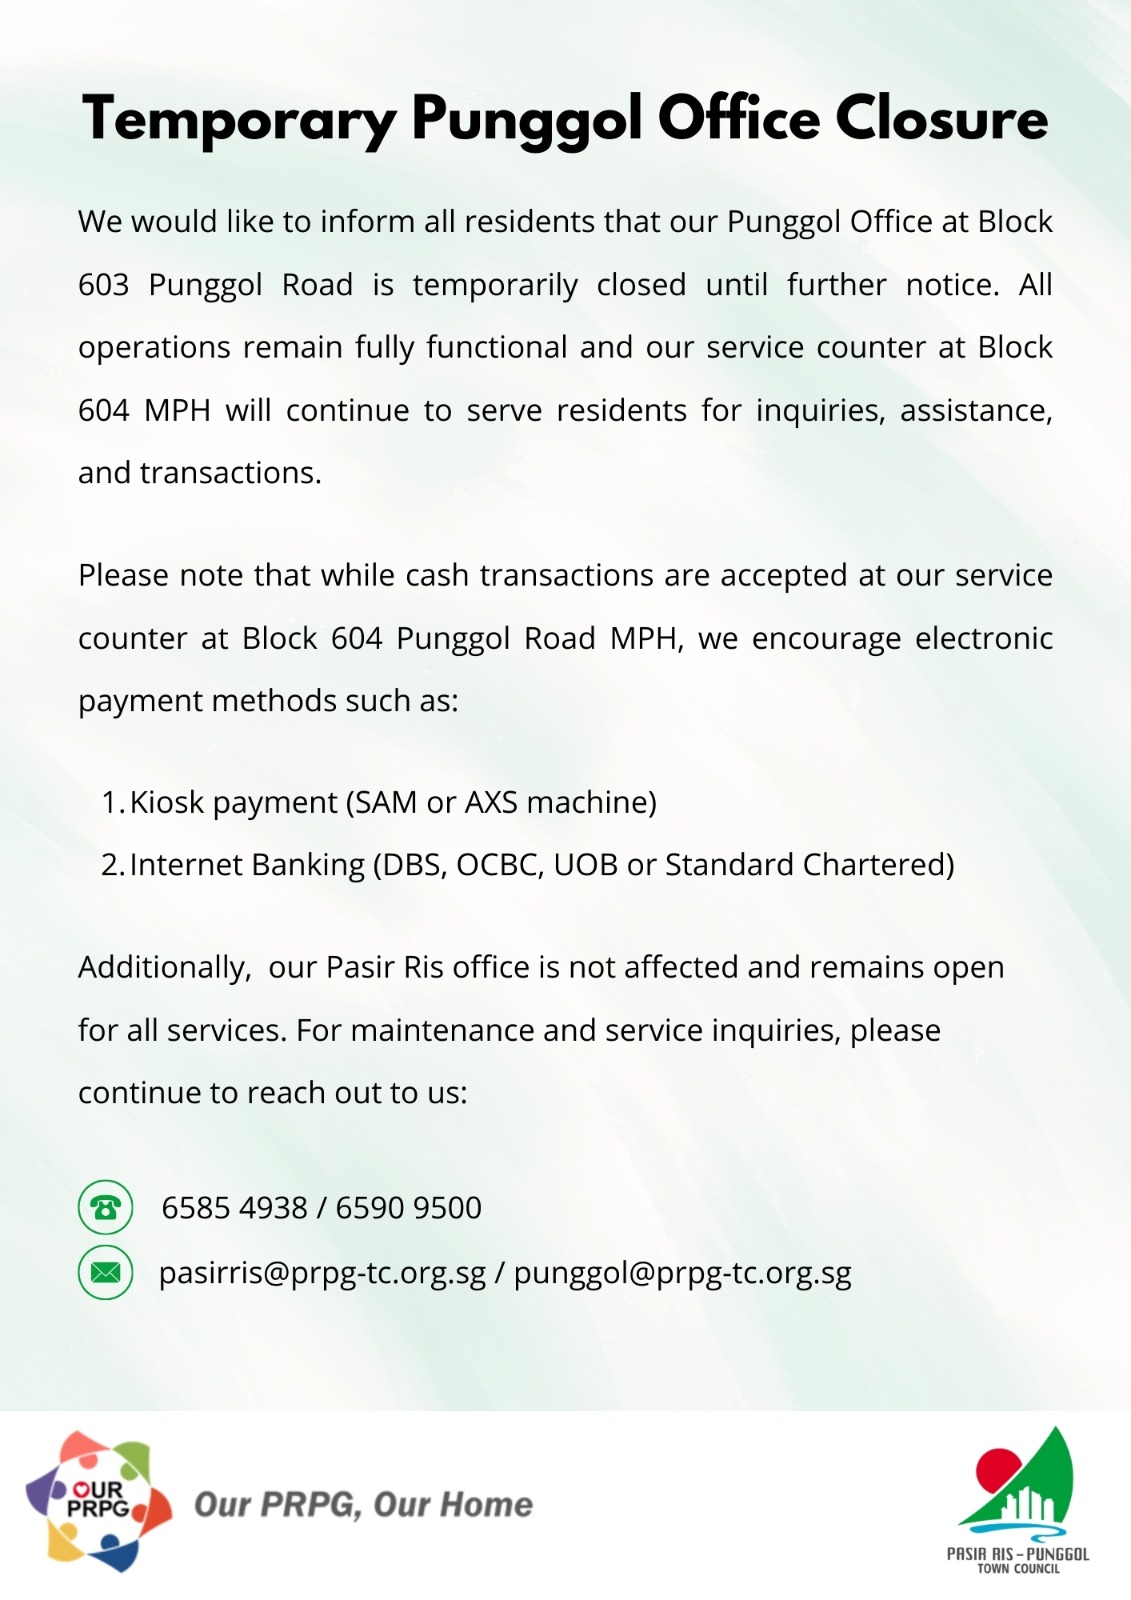 Temporary Punggol Office Closure
We would like to inform all residents that our Punggol Office at Block
603 Punggol Road is temporarily closed until further notice. All
operations remain fully functional and our service counter at Block
604 MPH will continue to serve residents for inquiries, assistance,
and transactions.
Please note that while cash transactions are accepted at our service
counter at Block 604 Punggol Road MPH, we encourage electronic
payment methods such as:
1. Kiosk payment (SAM or AXS machine)
2. Internet Banking (DBS, OCBC, UOB or Standard Chartered)
Additionally,  our Pasir Ris office is not affected and remains open
for all services. For maintenance and service inquiries, please
continue to reach out to us:
6585 4938 / 6590 9500
pasirris@prpg-tc.org.sg / punggol@prpg-tc.org.sg
OUR
PRPG
Our PRPG, Our Home
PASIR RIS – PUNGGOL
TOWN COUNCIL